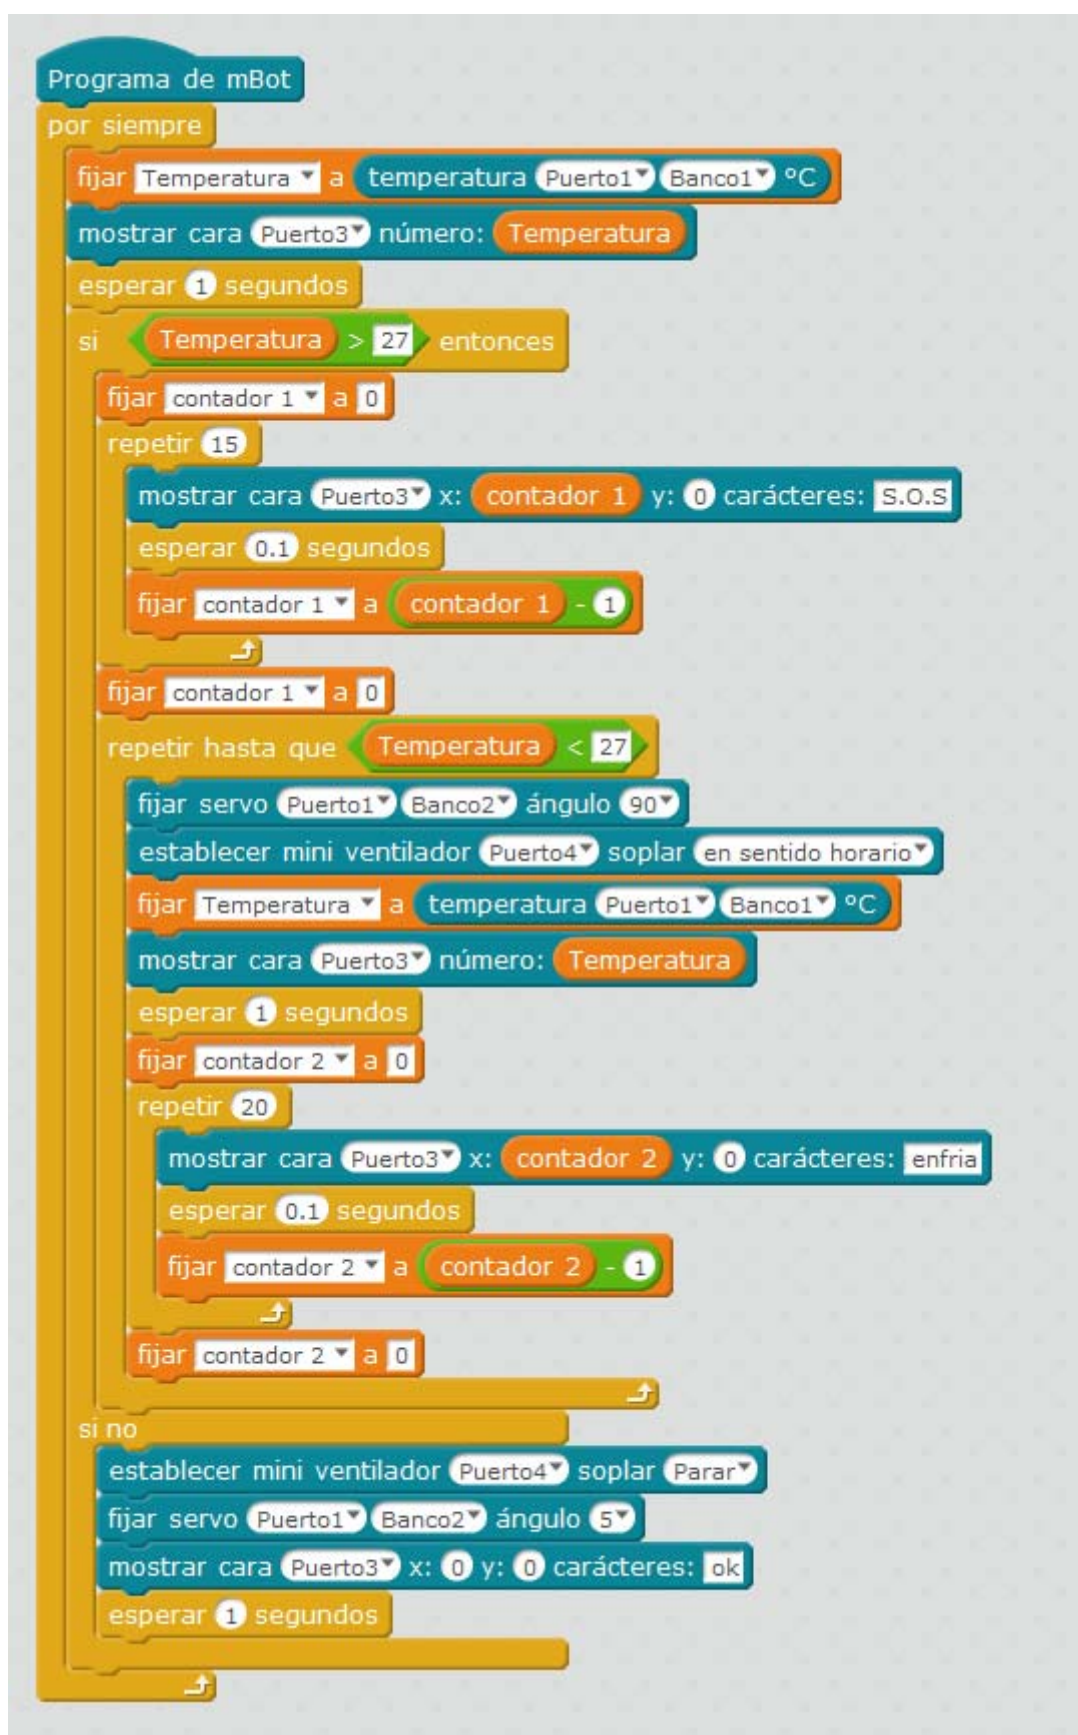 Programa de mBot
por siempre
fijar Temperatura a temperatura Puerto1 Banco1 °C
mostrar cara Puerto3 número: Temperatura
esperar 1 segundos
si Temperatura > 27 entonces
fijar contador 1 a 0
repetir 15
mostrar cara Puerto3 x: contador 1 y: 0 carácteres: S.O.S
esperar 0.1 segundos
fijar contador 1 a contador 1 - 1
fijar contador 1 a 0
repetir hasta que Temperatura < 27
fijar servo Puerto1 Banco2 ángulo 90
establecer mini ventilador Puerto4 soplar en sentido horario
fijar Temperatura a temperatura Puerto1 Banco1 °C
mostrar cara Puerto3 número: Temperatura
esperar 1 segundos
fijar contador 2 a 0
repetir 20
mostrar cara Puerto3 x: contador 2 y: 0 carácteres: enfria
esperar 0.1 segundos
fijar contador 2 a contador 2 - 1
fijar contador 2 a 0
si no
establecer mini ventilador Puerto4 soplar Parar
fijar servo Puerto1 Banco2 ángulo 5
mostrar cara Puerto3 x: 0 y: 0 carácteres: ok
esperar 1 segundos